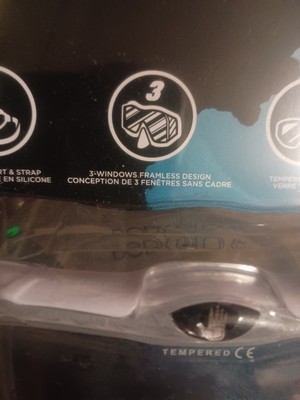 3
RT & STRAP
EN SILICONE
3-WINDOWS FRAMLESS DESIGN
CONCEPTION DE 3 FENÊTRES SANS CADRE
TEMPE
VERRE
TEMPERED CE